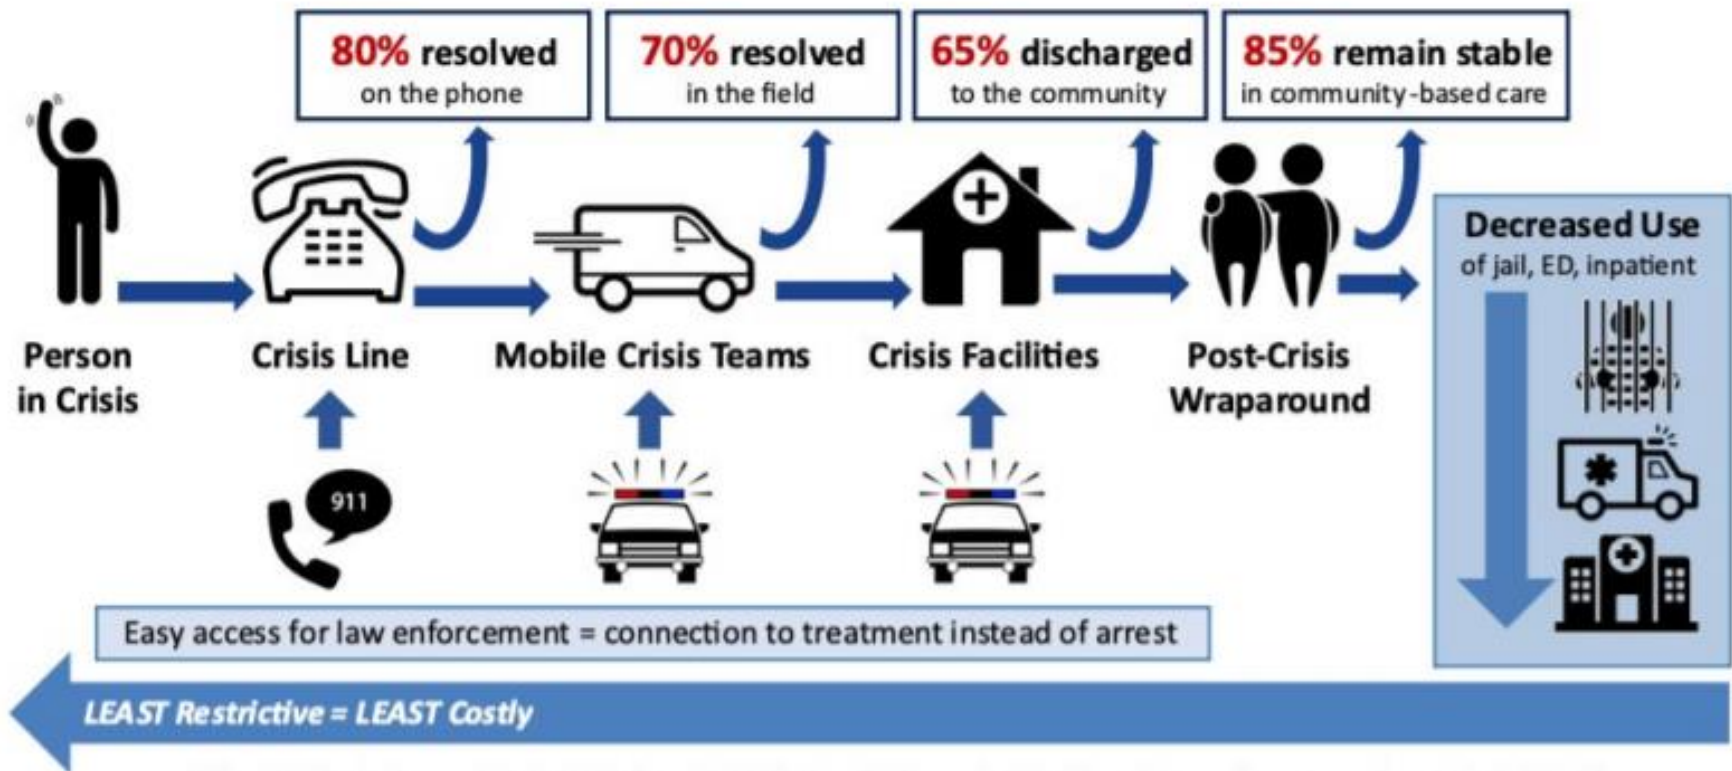 80% resolved
on the phone
70% resolved
in the field
65% discharged
to the community
85% remain stable
in community-based care
Person
in Crisis
Crisis Line
Mobile Crisis Teams
Crisis Facilities
Post-Crisis
Wraparound
Decreased Use
of jail, ED, inpatient
911
Easy access for law enforcement = connection to treatment instead of arrest
LEAST Restrictive = LEAST Costly